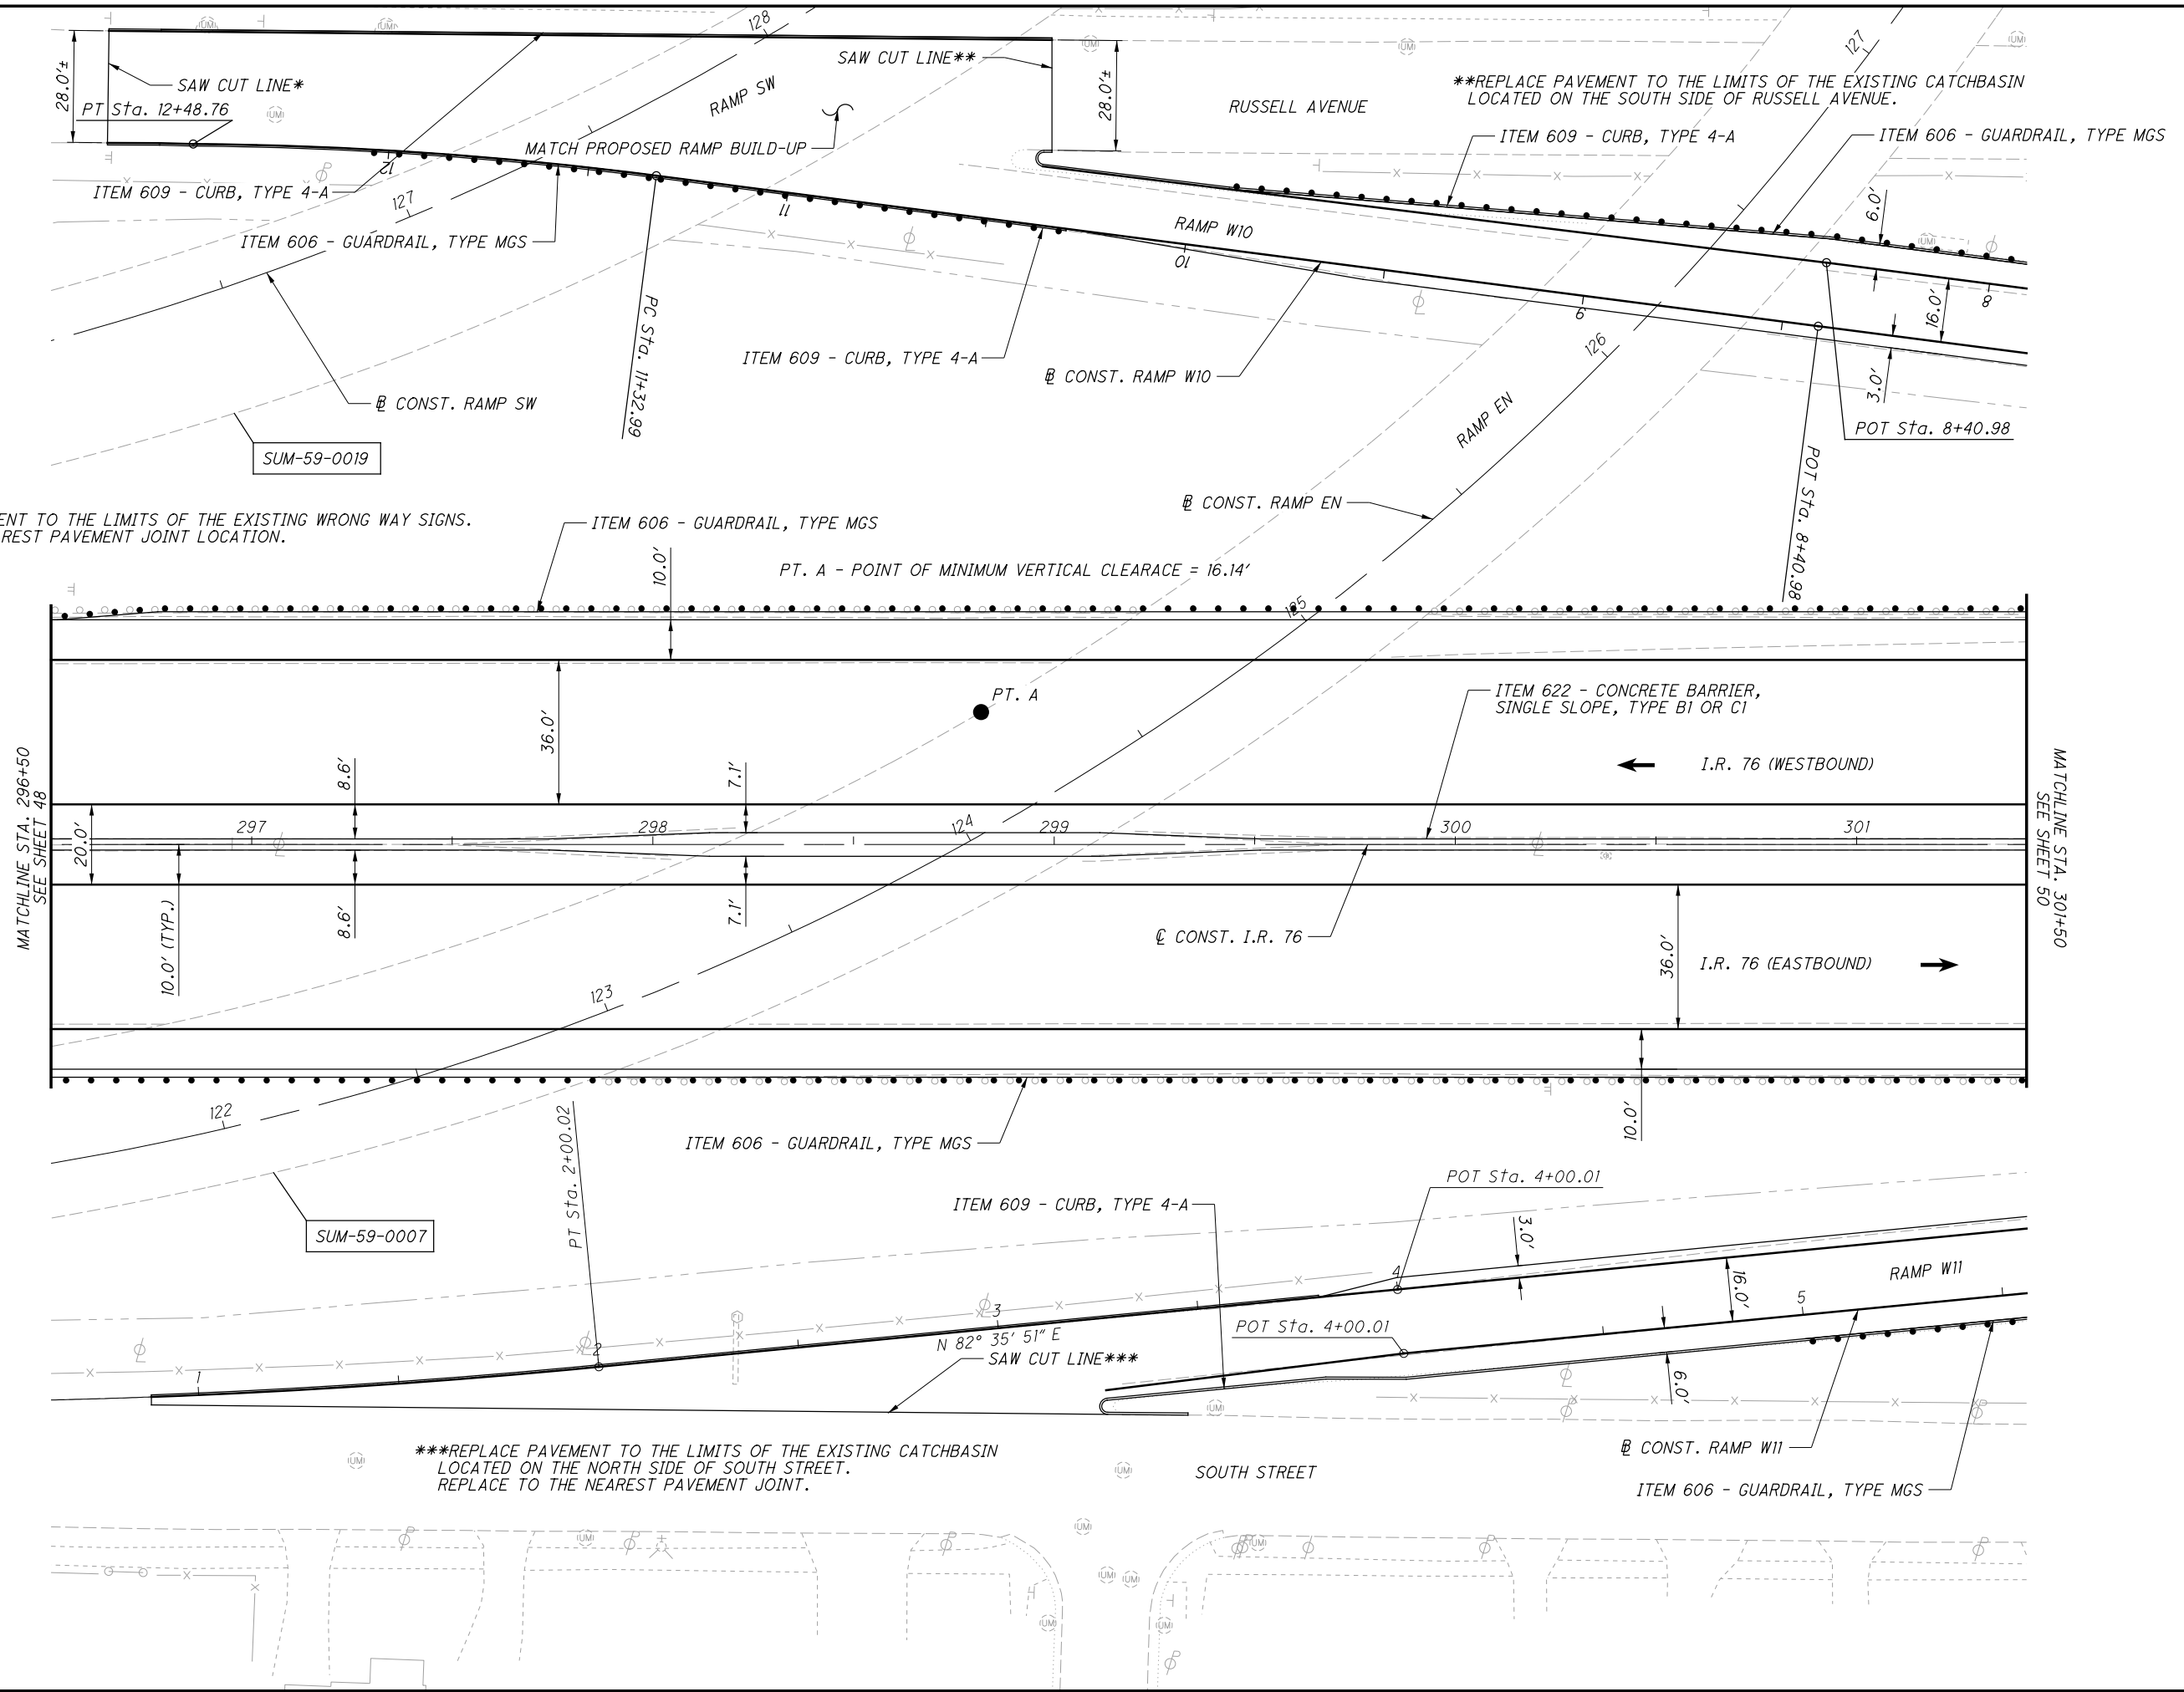 128
127
28.0'±
SAW CUT LINE*
PT Sta. 12+48.76
RAMP SW
SAW CUT LINE**
28.0'±
RUSSELL AVENUE
**REPLACE PAVEMENT TO THE LIMITS OF THE EXISTING CATCHBASIN
LOCATED ON THE SOUTH SIDE OF RUSSELL AVENUE.
ITEM 609 - CURB, TYPE 4-A
ITEM 606 - GUARDRAIL, TYPE MGS
MATCH PROPOSED RAMP BUILD-UP
12
ITEM 609 - CURB, TYPE 4-A
127
11
6.0'
RAMP W10
ITEM 606 - GUARDRAIL, TYPE MGS
10
9
8
16.0'
PC Sta. 11+32.99
ITEM 609 - CURB, TYPE 4-A
126
BL CONST. RAMP W10
3.0'
BL CONST. RAMP SW
RAMP EN
POT Sta. 8+40.98
SUM-59-0019
POT Sta. 8+40.98
BL CONST. RAMP EN
ENT TO THE LIMITS OF THE EXISTING WRONG WAY SIGNS.
REST PAVEMENT JOINT LOCATION.
ITEM 606 - GUARDRAIL, TYPE MGS
10.0'
PT. A - POINT OF MINIMUM VERTICAL CLEARACE = 16.14'
125
PT. A
ITEM 622 - CONCRETE BARRIER,
SINGLE SLOPE, TYPE B1 OR C1
36.0'
I.R. 76 (WESTBOUND)
MATCHLINE STA. 296+50
SEE SHEET 48
MATCHLINE STA. 301+50
SEE SHEET 50
8.6'
7.1'
20.0'
297
298
124
299
300
301
10.0' (TYP.)
8.6'
7.1'
CL CONST. I.R. 76
36.0'
I.R. 76 (EASTBOUND)
123
122
10.0'
PT Sta. 2+00.02
ITEM 606 - GUARDRAIL, TYPE MGS
POT Sta. 4+00.01
ITEM 609 - CURB, TYPE 4-A
SUM-59-0007
3.0'
RAMP W11
16.0'
4
5
3
2
1
POT Sta. 4+00.01
N 82° 35' 51" E
SAW CUT LINE***
6.0'
***REPLACE PAVEMENT TO THE LIMITS OF THE EXISTING CATCHBASIN
LOCATED ON THE NORTH SIDE OF SOUTH STREET.
REPLACE TO THE NEAREST PAVEMENT JOINT.
BL CONST. RAMP W11
SOUTH STREET
ITEM 606 - GUARDRAIL, TYPE MGS